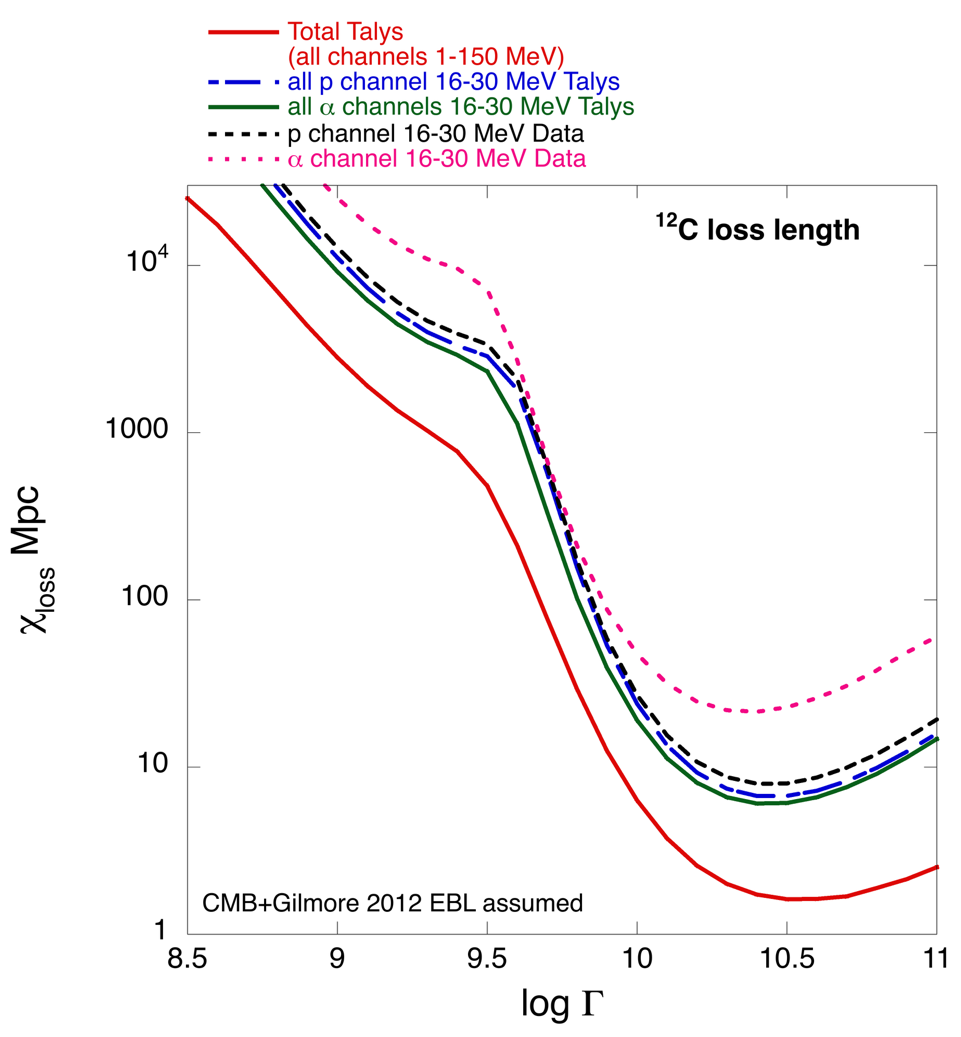 Total Talys
(all channels 1-150 MeV)
all p channel 16-30 MeV Talys
all α channels 16-30 MeV Talys
p channel 16-30 MeV Data
α channel 16-30 MeV Data
¹²C loss length
10⁴
1000
100
10
1
χloss Mpc
CMB+Gilmore 2012 EBL assumed
8.5 9 9.5 10 10.5 11
log Γ